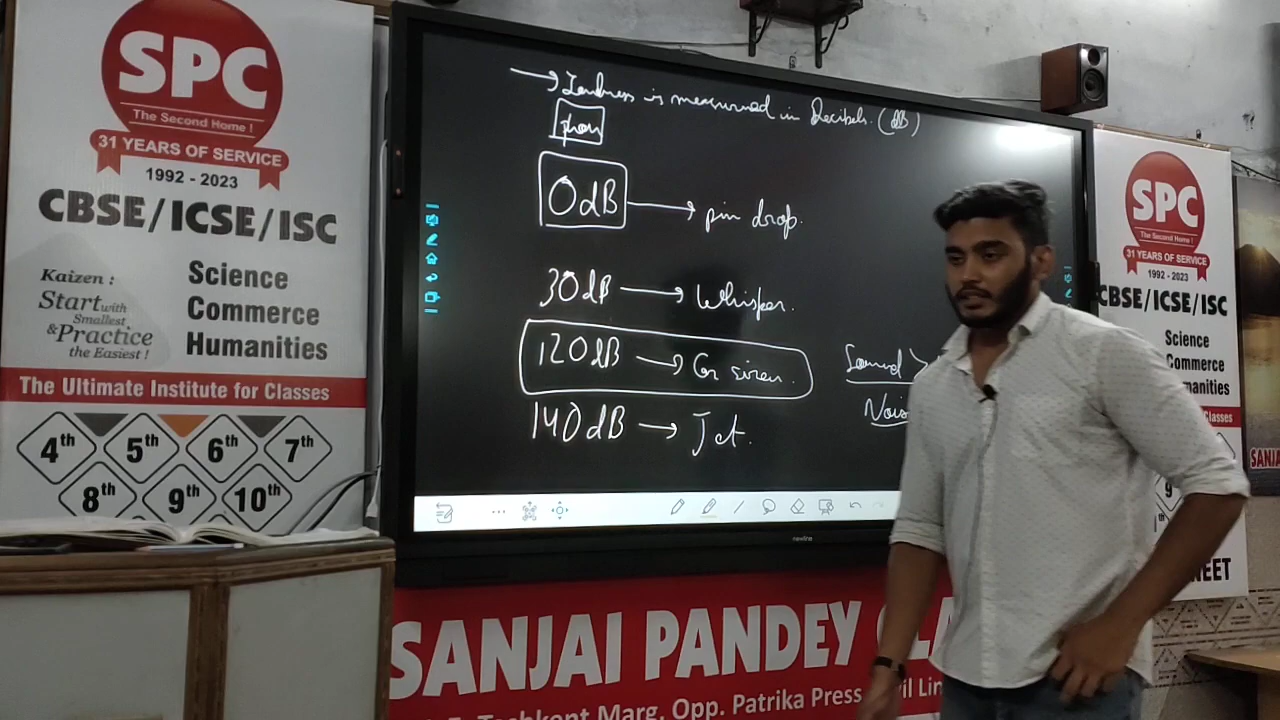 SPC
The Second Home !
31 YEARS OF SERVICE
1992 - 2023
CBSE/ICSE/ISC
Kaizen :
Start with
Smallest
& Practice
the Easiest !
Science
Commerce
Humanities
The Ultimate Institute for Classes
4th 5th 6th 7th
8th 9th 10th
→ Loudness is measured in Decibels. (dB)
0dB → pin drop.
30dB → Whisper.
120dB → Car siren.
140dB → Jet.
Sound
newline
SANJAI PANDEY
Marg, Opp. Patrika Press
SPC
The Second Home !
31 YEARS OF SERVICE
1992 - 2023
CBSE/ICSE/ISC
Science
Commerce
Classes
SANJA